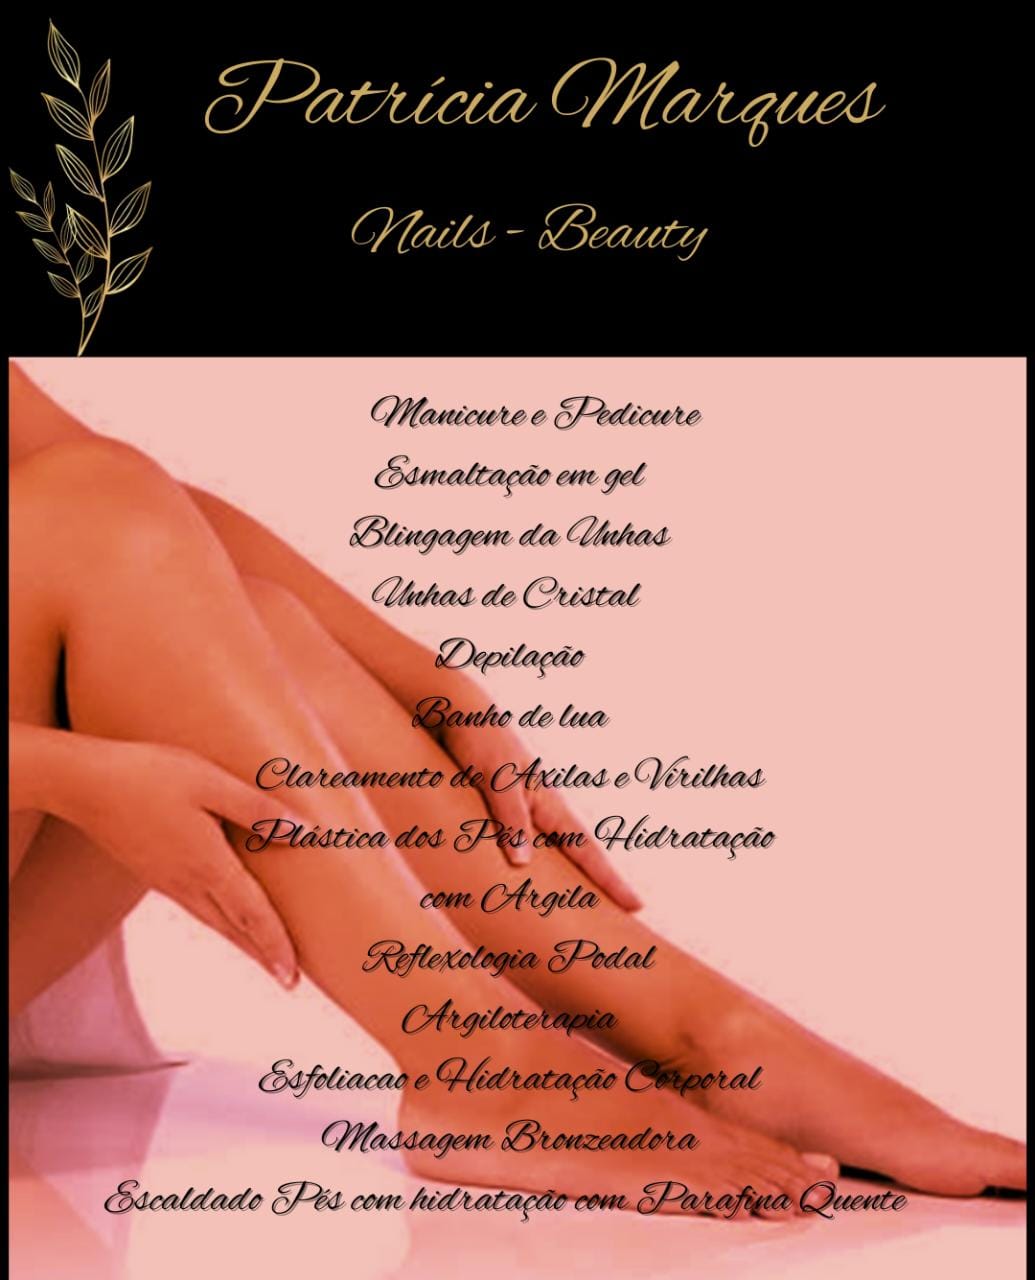 Patrícia Marques
Nails - Beauty
Manicure e Pedicure
Esmaltação em gel
Blingagem da Unhas
Unhas de Cristal
Depilação
Banho de lua
Clareamento de Axilas e Virilhas
Plástica dos Pés com Hidratação
com Argila
Reflexologia Podal
Argiloterapia
Esfoliacao e Hidratação Corporal
Massagem Bronzeadora
Escaldado Pés com hidratação com Parafina Quente